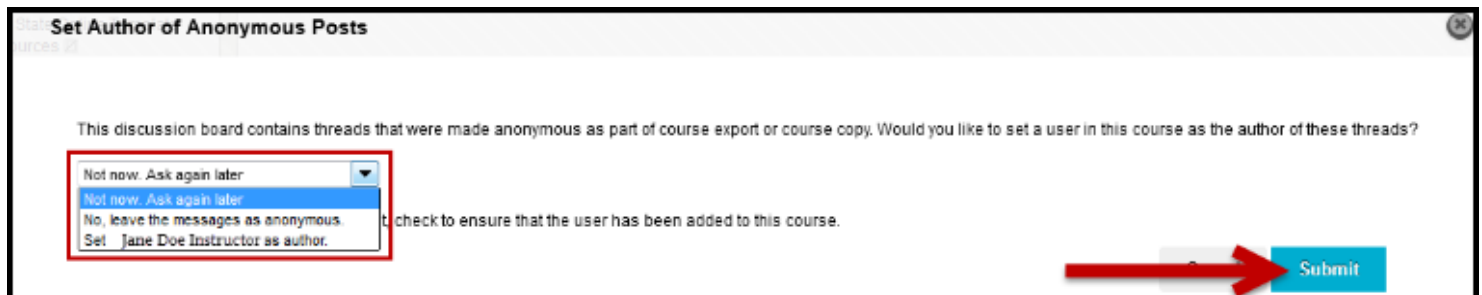 Set Author of Anonymous Posts
This discussion board contains threads that were made anonymous as part of course export or course copy. Would you like to set a user in this course as the author of these threads?
Not now. Ask again later
Not now. Ask again later
No, leave the messages as anonymous. t, check to ensure that the user has been added to this course.
Set Jane Doe Instructor as author.
Submit